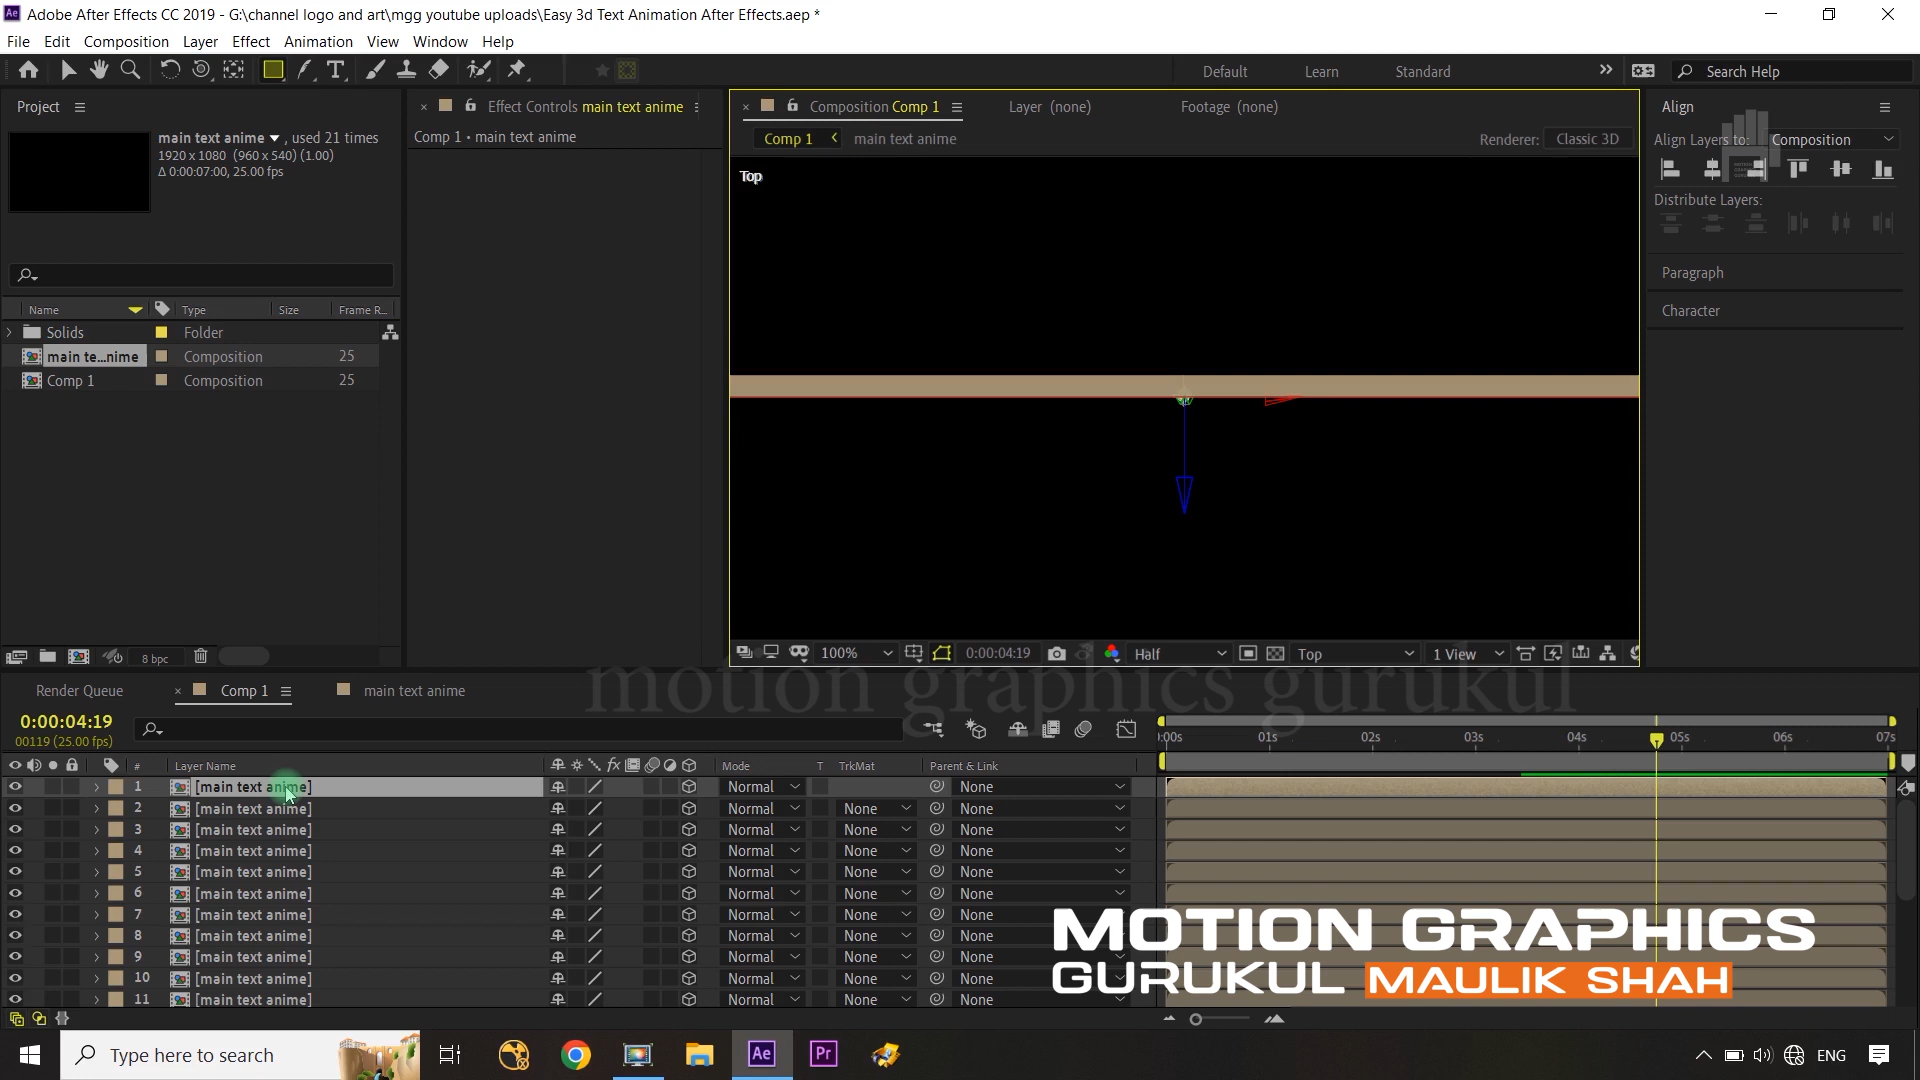 Adobe After Effects CC 2019 - G:\channel logo and art\mgg youtube uploads\Easy 3d Text Animation After Effects.aep *
File Edit Composition Layer Effect Animation View Window Help
Default Learn Standard Search Help
Project
main text anime , used 21 times
1920 x 1080 (960 x 540) (1.00)
Δ 0:00:07:00, 25.00 fps
Name Type Size Frame R...
Solids Folder
main te...nime Composition 25
Comp 1 Composition 25
8 bpc
Effect Controls main text anime
Comp 1 • main text anime
Composition Comp 1 Layer (none) Footage (none)
Comp 1 main text anime Renderer: Classic 3D
Top
100% 0:00:04:19 Half Top 1 View
Align
Align Layers to: Composition
Distribute Layers:
Paragraph
Character
motion graphics gurukul
Render Queue Comp 1 main text anime
0:00:04:19
00119 (25.00 fps)
:00s 01s 02s 03s 04s 05s 06s 07s
# Layer Name Mode T TrkMat Parent & Link
1 [main text anime] Normal None
2 [main text anime] Normal None None
3 [main text anime] Normal None None
4 [main text anime] Normal None None
5 [main text anime] Normal None None
6 [main text anime] Normal None None
7 [main text anime] Normal None None
8 [main text anime] Normal None None
9 [main text anime] Normal None None
10 [main text anime] Normal None None
11 [main text anime] Normal None None
MOTION GRAPHICS
GURUKUL MAULIK SHAH
Type here to search
Ae
Pr
ENG